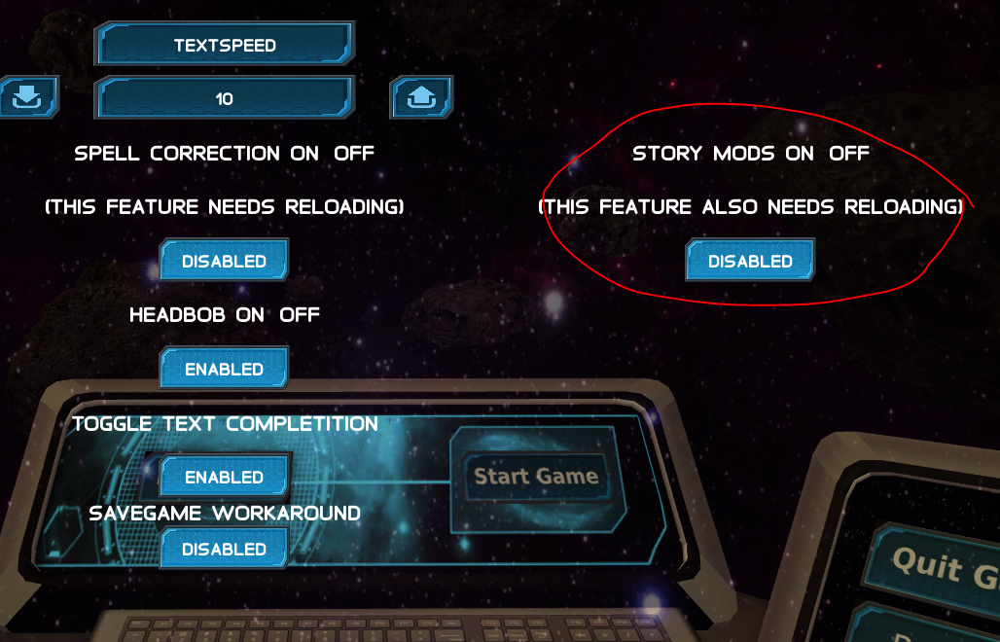 TEXTSPEED
10
SPELL CORRECTION ON OFF
(THIS FEATURE NEEDS RELOADING)
DISABLED
HEADBOB ON OFF
ENABLED
TOGGLE TEXT COMPLETITION
ENABLED
SAVEGAME WORKAROUND
DISABLED
STORY MODS ON OFF
(THIS FEATURE ALSO NEEDS RELOADING)
DISABLED
Start Game
Quit G